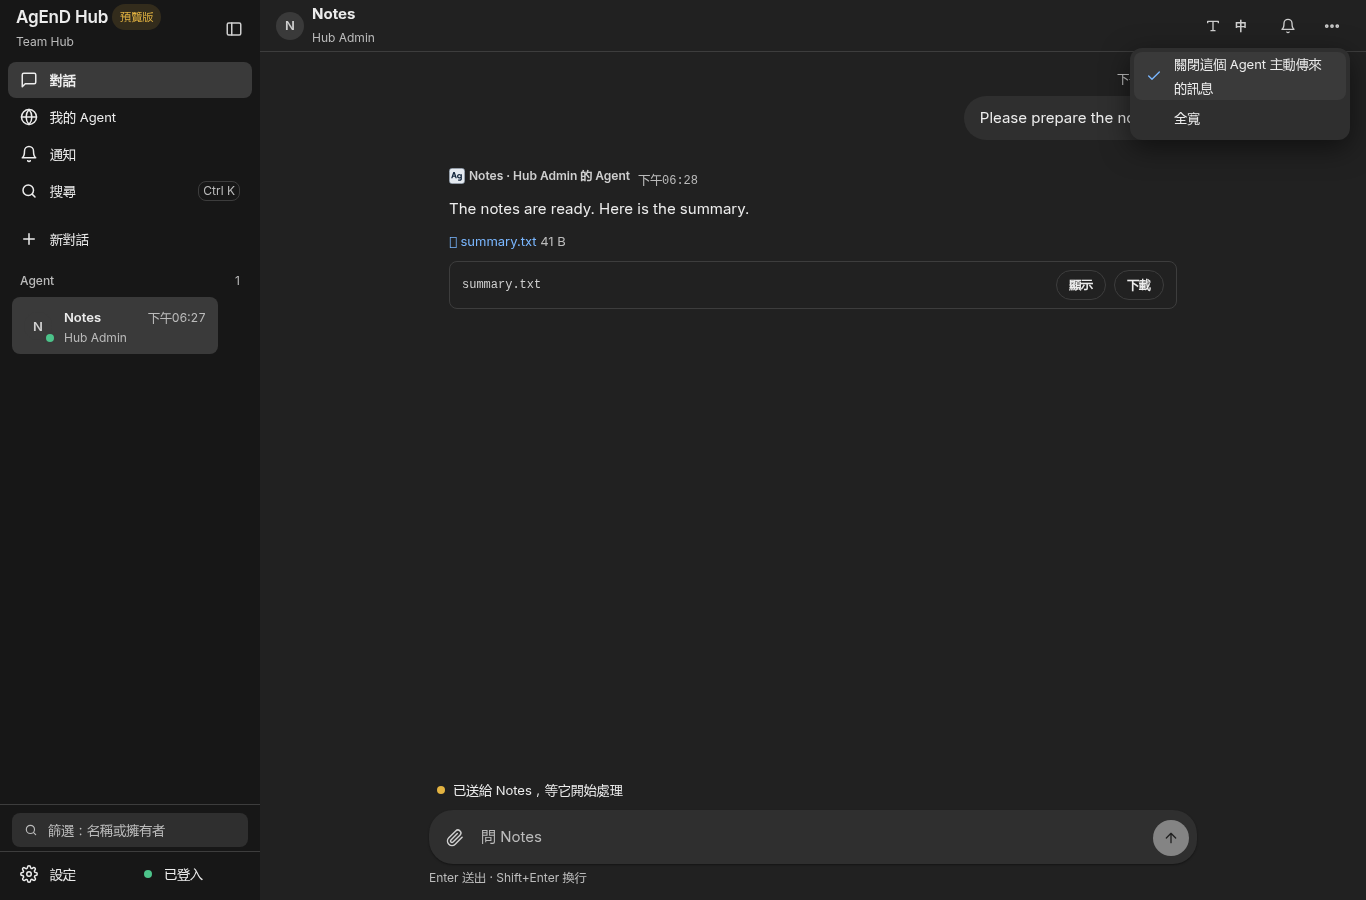 AgEnD Hub 預覽版
Team Hub
對話
我的 Agent
通知
搜尋 Ctrl K
新對話
Agent 1
N Notes 下午06:27
Hub Admin
篩選：名稱或擁有者
設定 已登入
N Notes
Hub Admin
中
關閉這個 Agent 主動傳來
的訊息
全寬
下
Please prepare the no
Ag Notes · Hub Admin 的 Agent 下午06:28
The notes are ready. Here is the summary.
summary.txt 41 B
summary.txt 顯示 下載
已送給 Notes，等它開始處理
問 Notes
Enter 送出 · Shift+Enter 換行